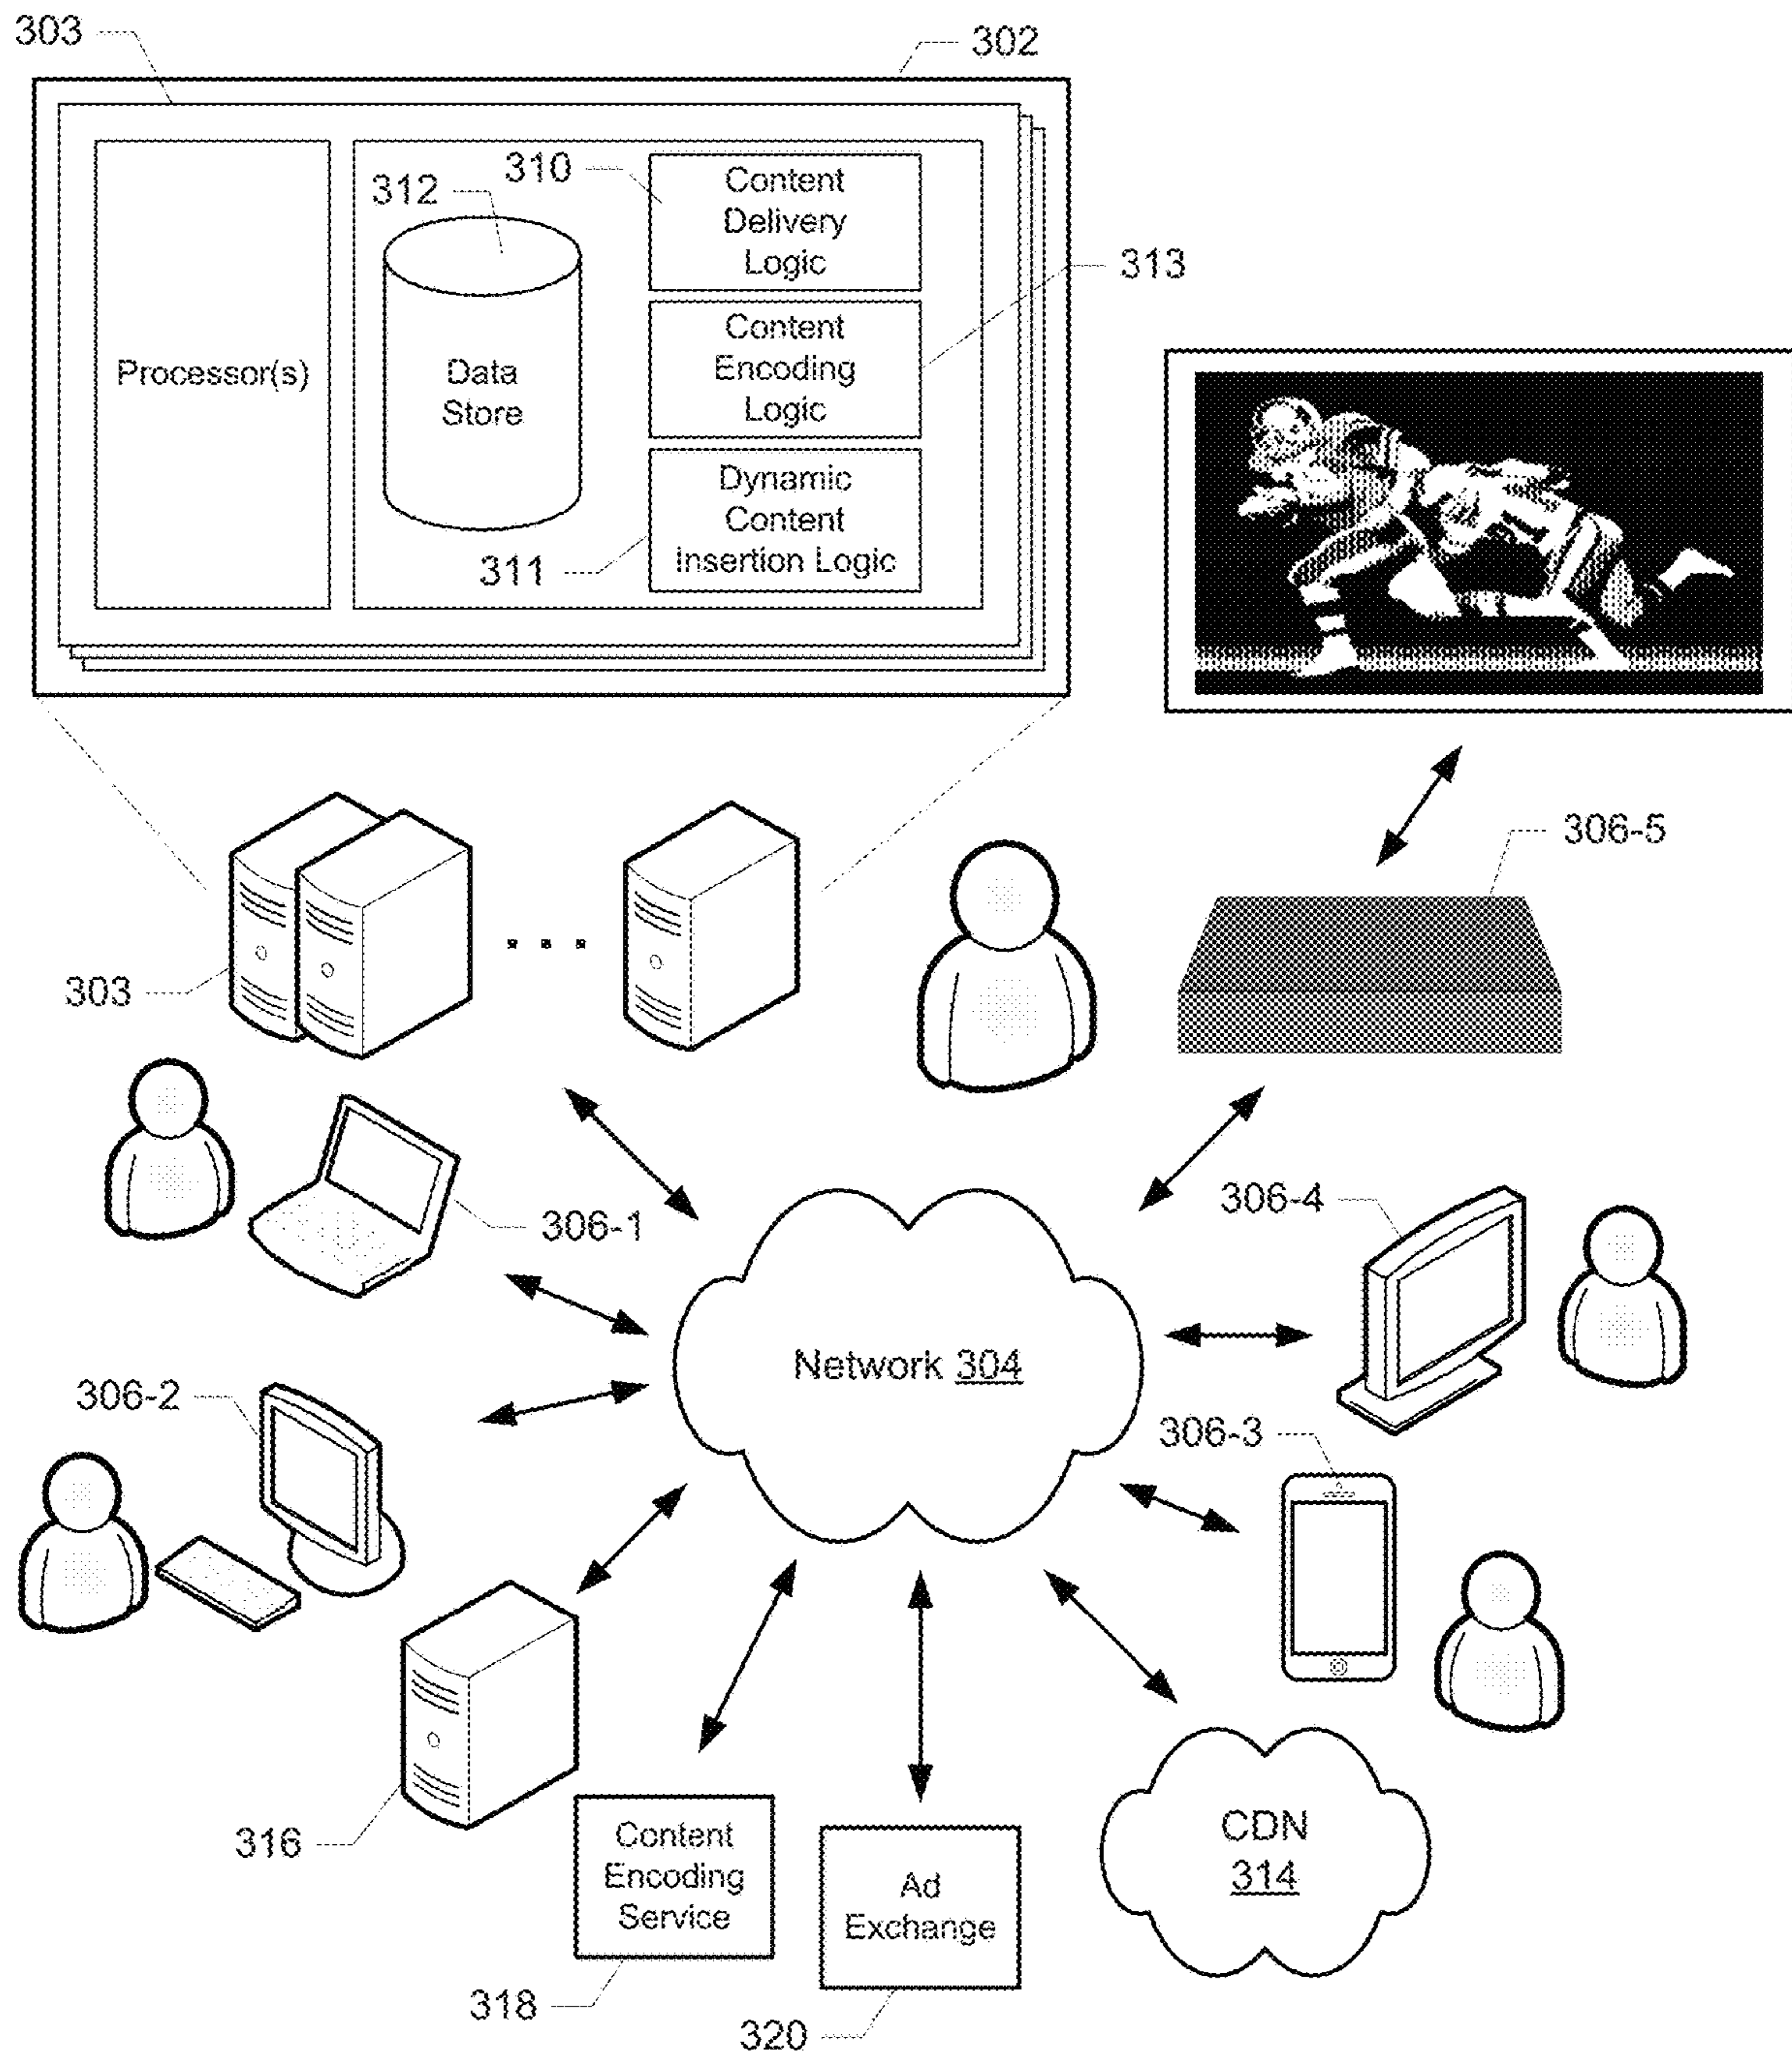 303
302
310
312
Content
Delivery
Logic
313
Content
Encoding
Logic
Processor(s)
Data
Store
Dynamic
Content
Insertion Logic
311
306-5
303
306-1
306-4
Network 304
306-2
306-3
316
Content
Encoding
Service
Ad
Exchange
CDN
314
318
320